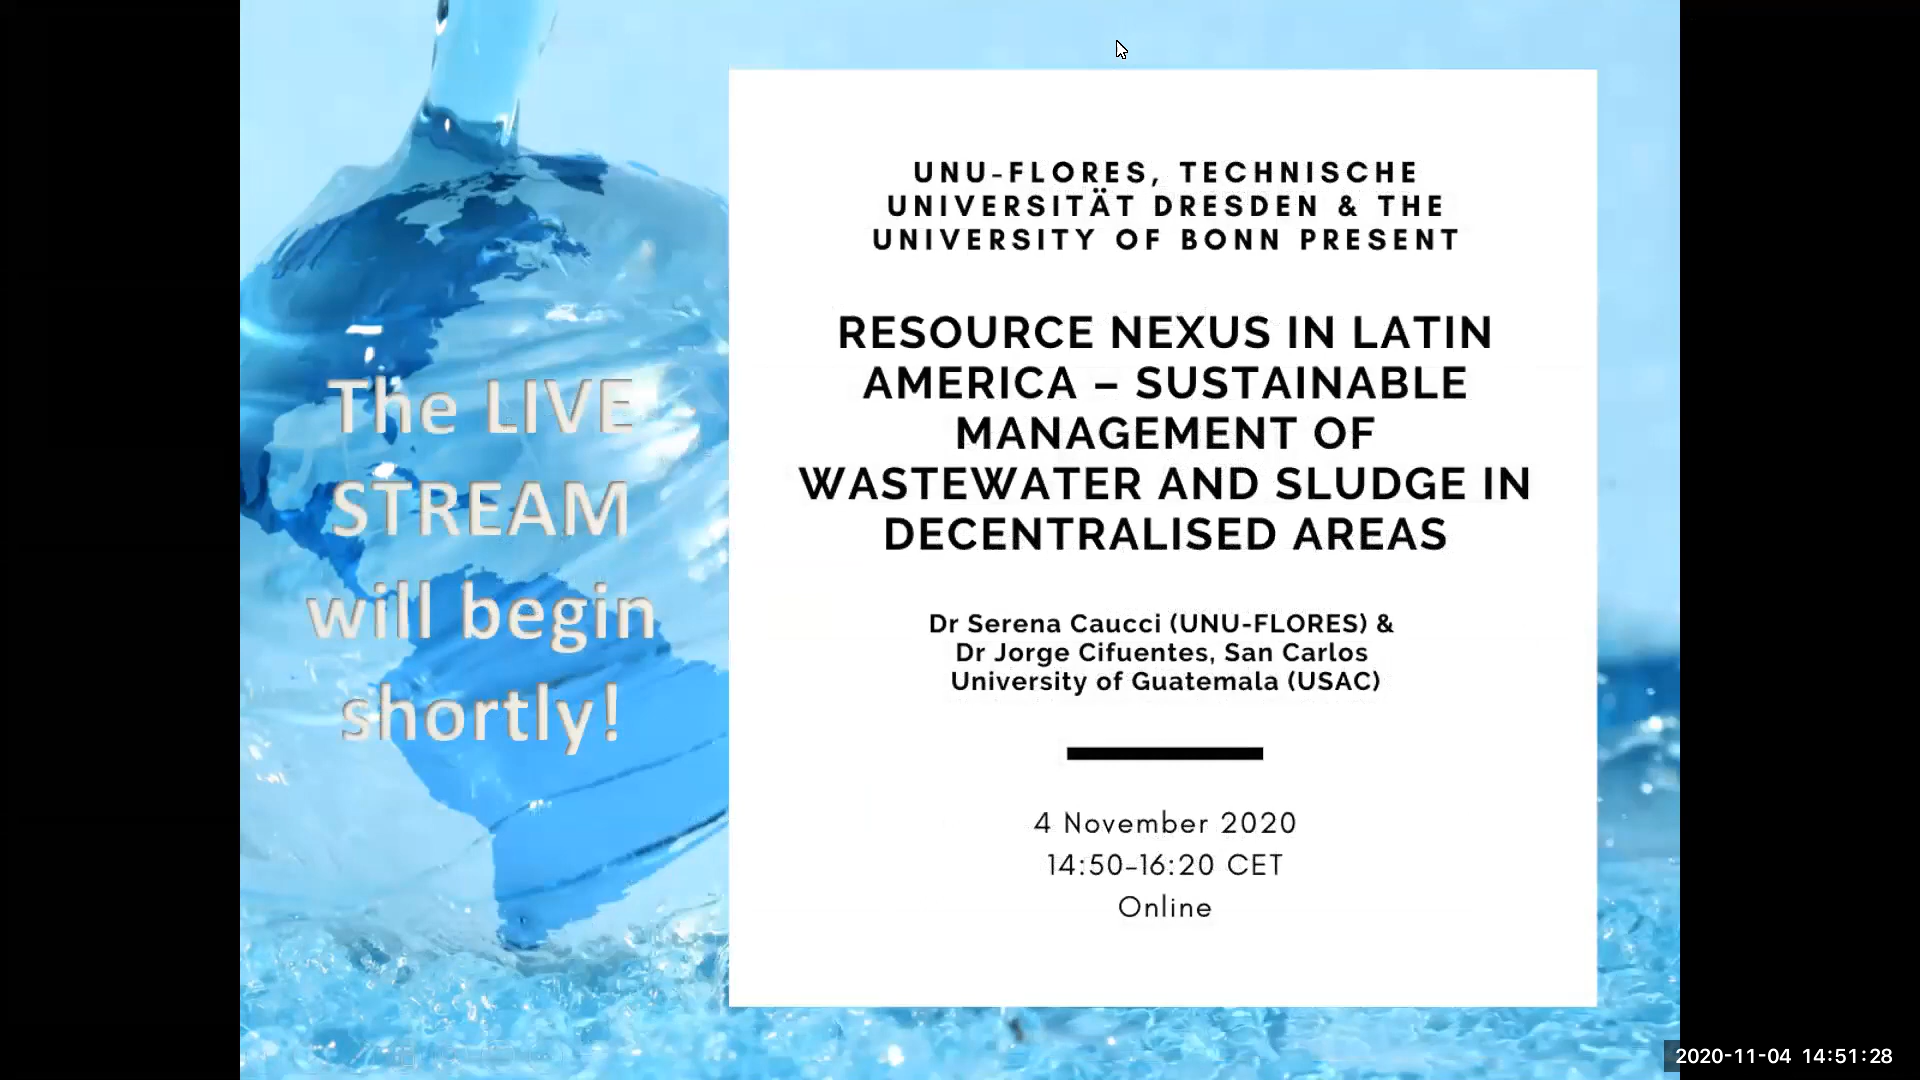 The LIVE
STREAM
will begin
shortly!
UNU-FLORES, TECHNISCHE
UNIVERSITÄT DRESDEN & THE
UNIVERSITY OF BONN PRESENT
RESOURCE NEXUS IN LATIN
AMERICA – SUSTAINABLE
MANAGEMENT OF
WASTEWATER AND SLUDGE IN
DECENTRALISED AREAS
Dr Serena Caucci (UNU-FLORES) &
Dr Jorge Cifuentes, San Carlos
University of Guatemala (USAC)
4 November 2020
14:50-16:20 CET
Online
2020-11-04 14:51:28